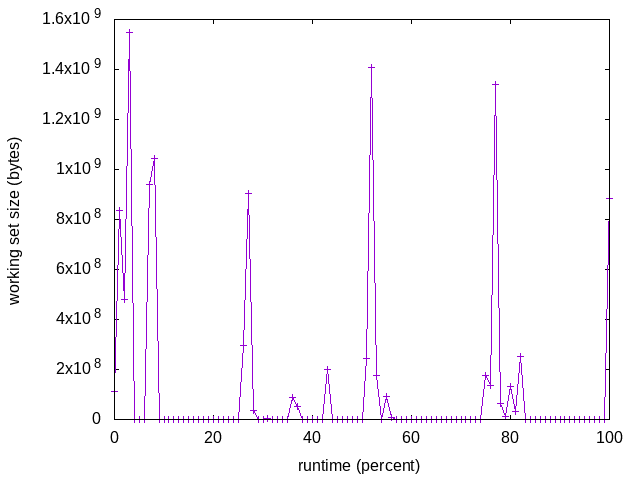 1.6x10^9
1.4x10^9
1.2x10^9
1x10^9
8x10^8
6x10^8
4x10^8
2x10^8
0
working set size (bytes)
0 20 40 60 80 100
runtime (percent)